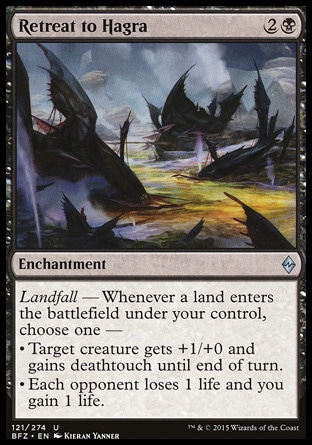 Retreat to Hagra 2
Enchantment
Landfall — Whenever a land enters
the battlefield under your control,
choose one —
• Target creature gets +1/+0 and
gains deathtouch until end of turn.
• Each opponent loses 1 life and you
gain 1 life.
121/274 U
BFZ • EN Kieran Yanner ™ & © 2015 Wizards of the Coast